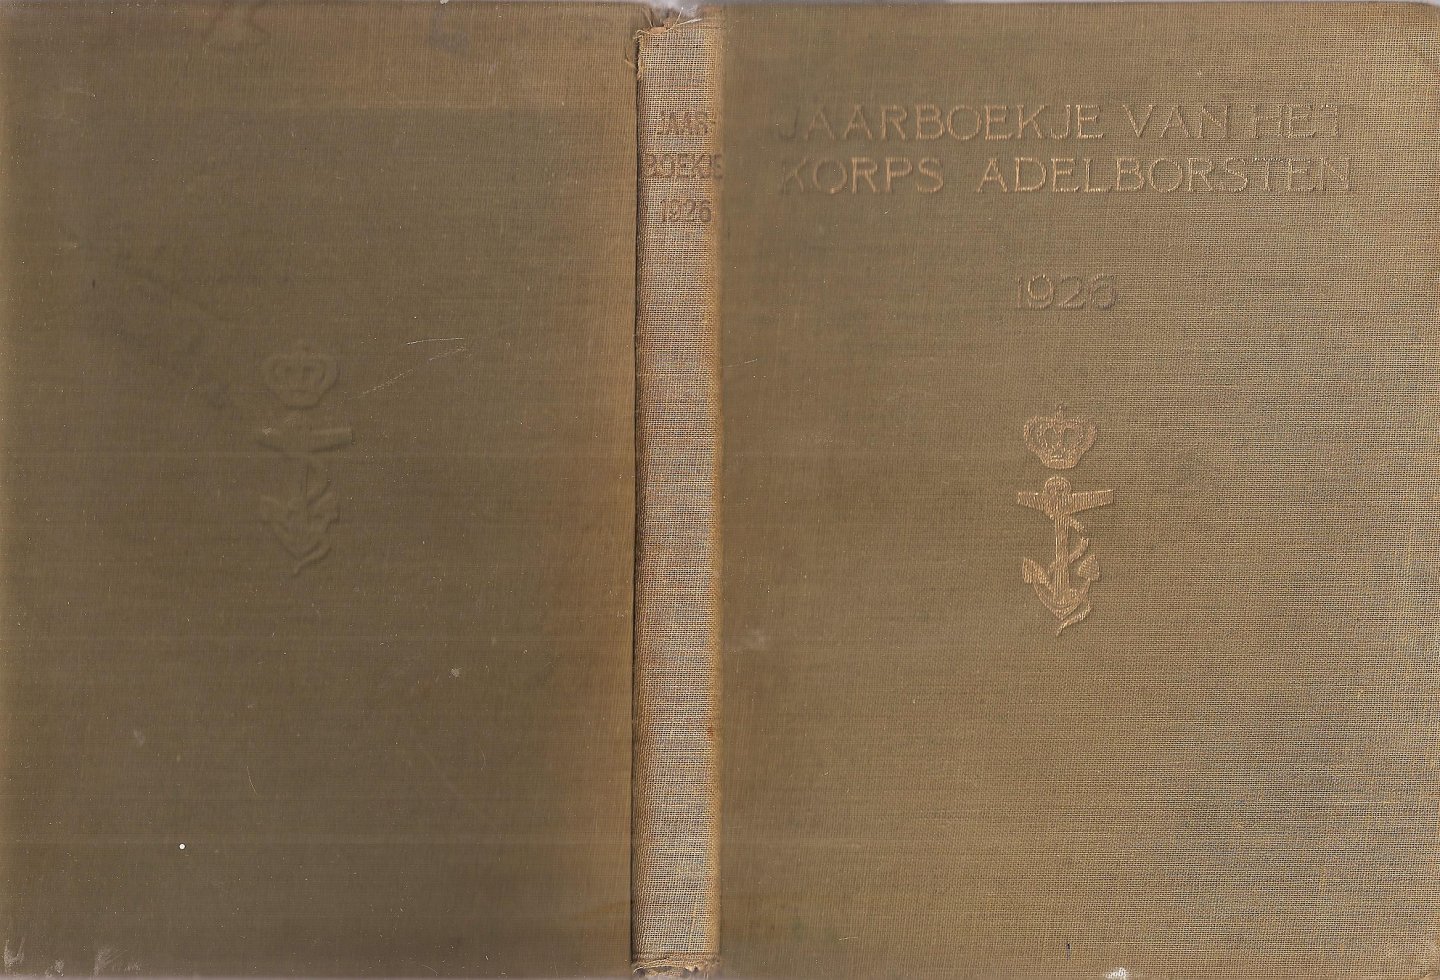 JAAR-
BOEKJE
1926
JAARBOEKJE VAN HET
KORPS ADELBORSTEN
1926